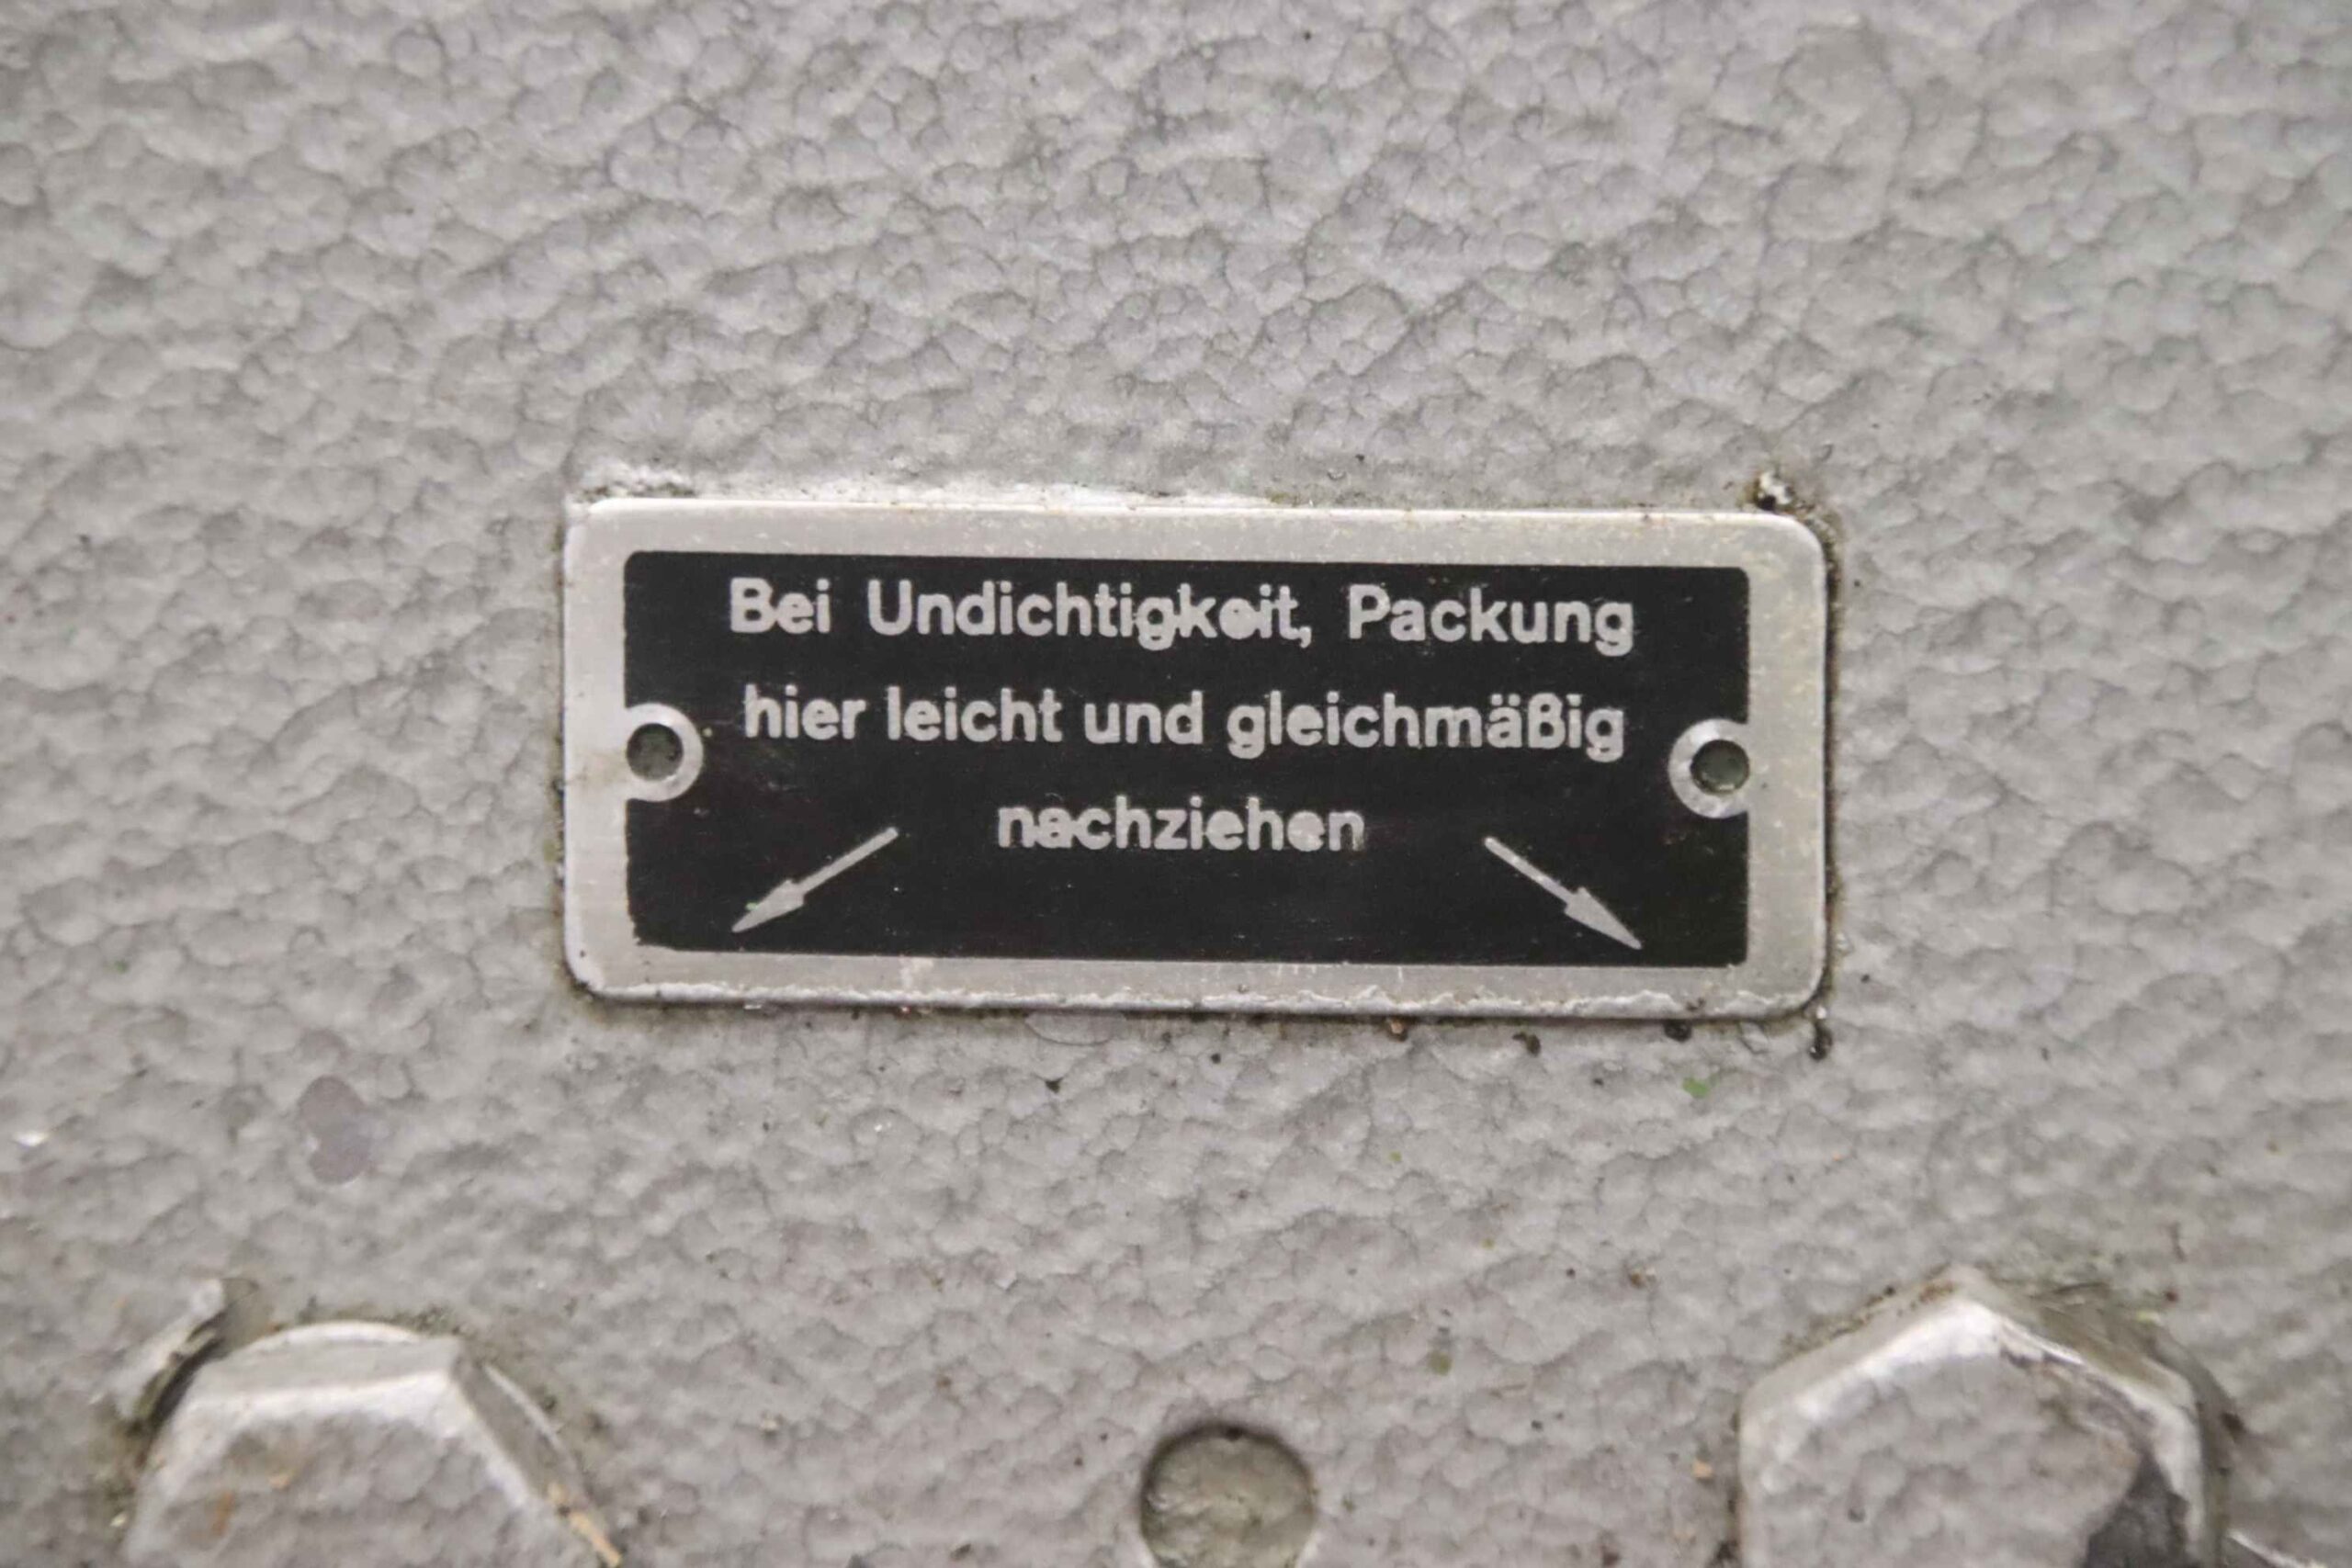 Bei Undichtigkeit, Packung
hier leicht und gleichmäßig
nachziehen